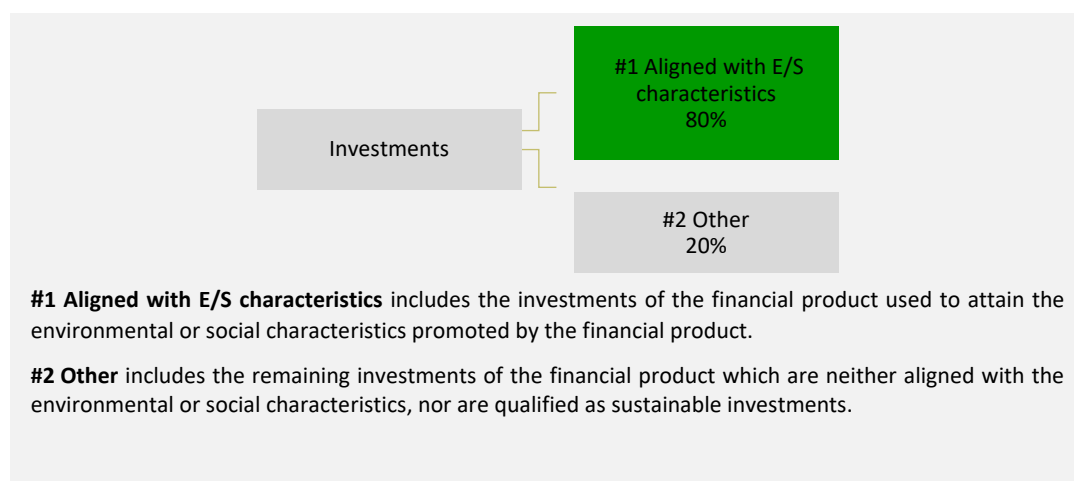 #1 Aligned with E/S
characteristics
80%
Investments
#2 Other
20%
#1 Aligned with E/S characteristics includes the investments of the financial product used to attain the
environmental or social characteristics promoted by the financial product.
#2 Other includes the remaining investments of the financial product which are neither aligned with the
environmental or social characteristics, nor are qualified as sustainable investments.